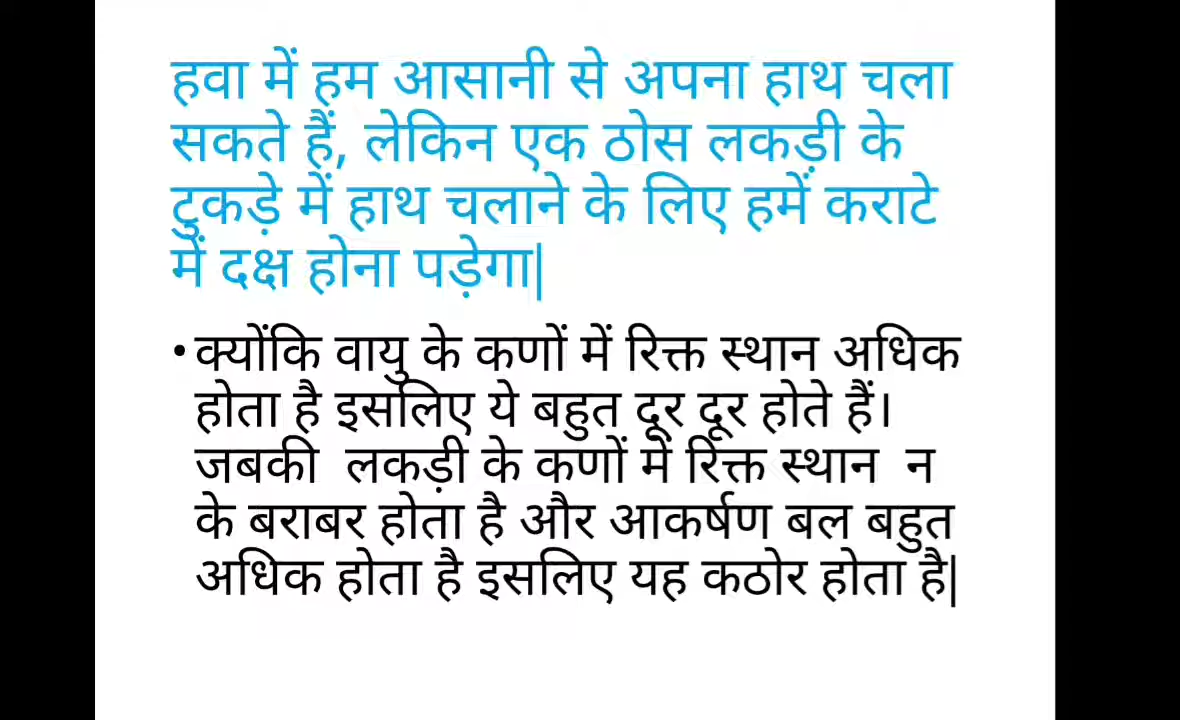 हवा में हम आसानी से अपना हाथ चला
सकते हैं, लेकिन एक ठोस लकड़ी के
टुकड़े में हाथ चलाने के लिए हमें कराटे
में दक्ष होना पड़ेगा|
•क्योंकि वायु के कणों में रिक्त स्थान अधिक
होता है इसलिए ये बहुत दूर दूर होते हैं।
जबकी लकड़ी के कणों में रिक्त स्थान न
के बराबर होता है और आकर्षण बल बहुत
अधिक होता है इसलिए यह कठोर होता है|